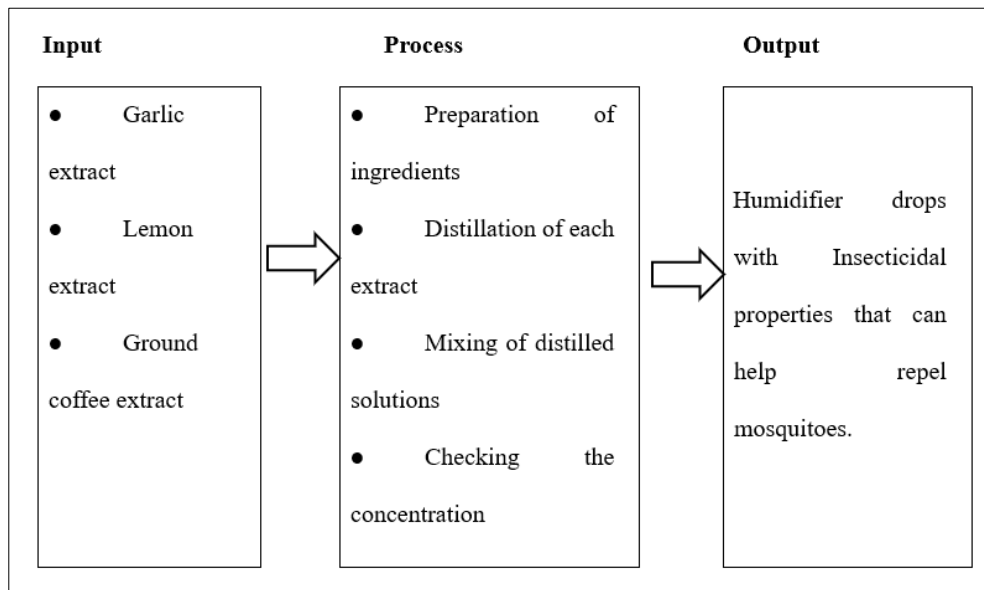 Input
Process
Output
● Garlic
extract
● Lemon
extract
● Ground
coffee extract
● Preparation of
ingredients
● Distillation of each
extract
● Mixing of distilled
solutions
● Checking the
concentration
Humidifier drops
with Insecticidal
properties that can
help repel
mosquitoes.